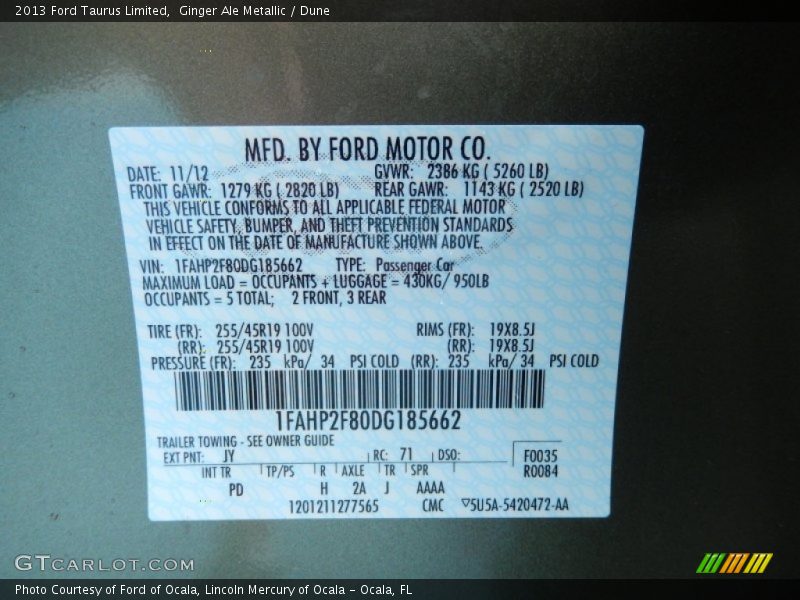 2013 Ford Taurus Limited,  Ginger Ale Metallic / Dune
MFD. BY FORD MOTOR CO.
DATE: 11/12 GVWR: 2386 KG ( 5260 LB)
FRONT GAWR: 1279 KG ( 2820 LB) REAR GAWR: 1143 KG ( 2520 LB)
THIS VEHICLE CONFORMS TO ALL APPLICABLE FEDERAL MOTOR
VEHICLE SAFETY, BUMPER, AND THEFT PREVENTION STANDARDS
IN EFFECT ON THE DATE OF MANUFACTURE SHOWN ABOVE.
VIN: 1FAHP2F80DG185662 TYPE: Passenger Car
MAXIMUM LOAD = OCCUPANTS + LUGGAGE = 430KG/ 950LB
OCCUPANTS = 5 TOTAL; 2 FRONT, 3 REAR
TIRE (FR): 255/45R19 100V RIMS (FR): 19X8.5J
(RR): 255/45R19 100V (RR): 19X8.5J
PRESSURE (FR): 235 kPa/ 34 PSI COLD (RR): 235 kPa/ 34 PSI COLD
1FAHP2F80DG185662
TRAILER TOWING - SEE OWNER GUIDE
EXT PNT: JY RC: 71 DSO: F0035
INT TR TP/PS R AXLE TR SPR R0084
PD H 2A J AAAA
1201211277565 CMC ▽5U5A-5420472-AA
GTCARLOT.COM
Photo Courtesy of Ford of Ocala, Lincoln Mercury of Ocala - Ocala, FL